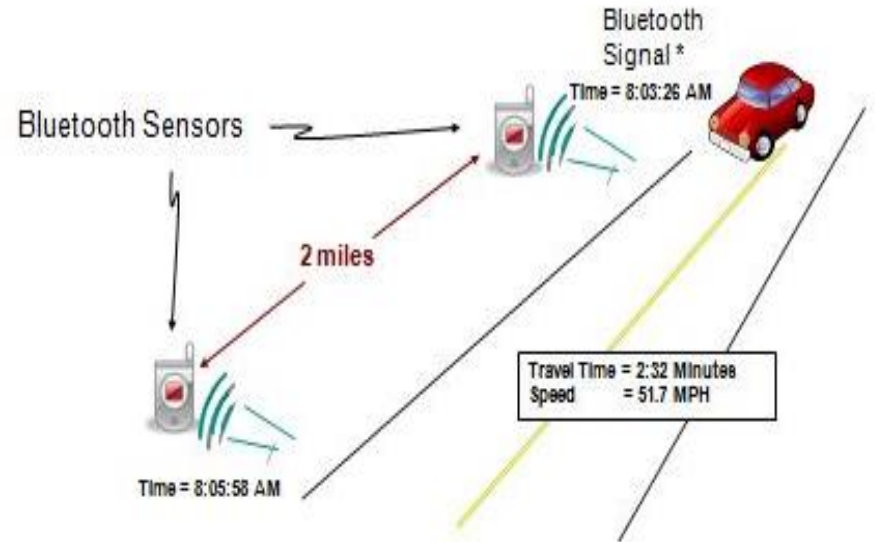 Bluetooth
Signal *
Time = 8:03:26 AM
Bluetooth Sensors
2 miles
Travel Time = 2:32 Minutes
Speed = 51.7 MPH
Time = 8:05:58 AM